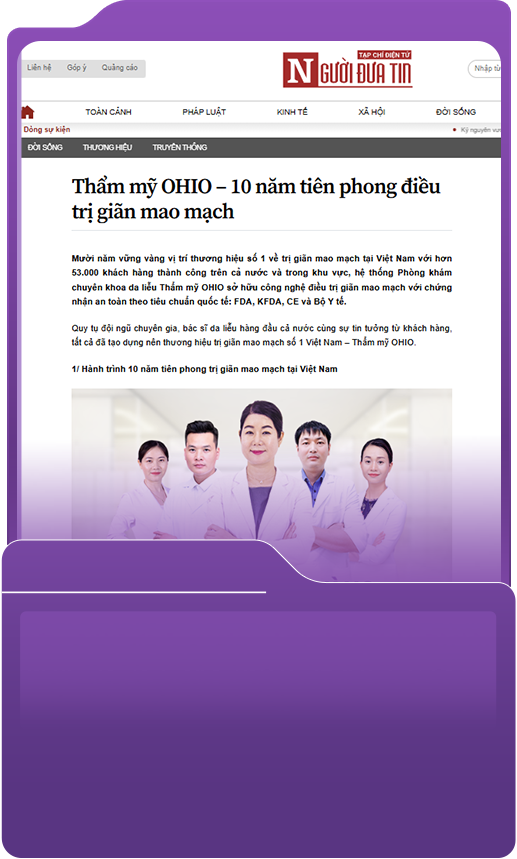 Liên hệ Góp ý Quảng cáo
TẠP CHÍ ĐIỆN TỬ
NGƯỜI ĐƯA TIN
Nhập từ
TOÀN CẢNH PHÁP LUẬT KINH TẾ XÃ HỘI ĐỜI SỐNG
Dòng sự kiện Kỷ nguyên
ĐỜI SỐNG THƯƠNG HIỆU TRUYỀN THÔNG
Thẩm mỹ OHIO – 10 năm tiên phong điều
trị giãn mao mạch
Mười năm vững vàng vị trí thương hiệu số 1 về trị giãn mao mạch tại Việt Nam với hơn
53.000 khách hàng thành công trên cả nước và trong khu vực, hệ thống Phòng khám
chuyên khoa da liễu Thẩm mỹ OHIO sở hữu công nghệ điều trị giãn mao mạch với chứng
nhận an toàn theo tiêu chuẩn quốc tế: FDA, KFDA, CE và Bộ Y tế.
Quy tụ đội ngũ chuyên gia, bác sĩ da liễu hàng đầu cả nước cùng sự tin tưởng từ khách hàng,
tất cả đã tạo dựng nên thương hiệu trị giãn mao mạch số 1 Việt Nam – Thẩm mỹ OHIO.
1/ Hành trình 10 năm tiên phong trị giãn mao mạch tại Việt Nam